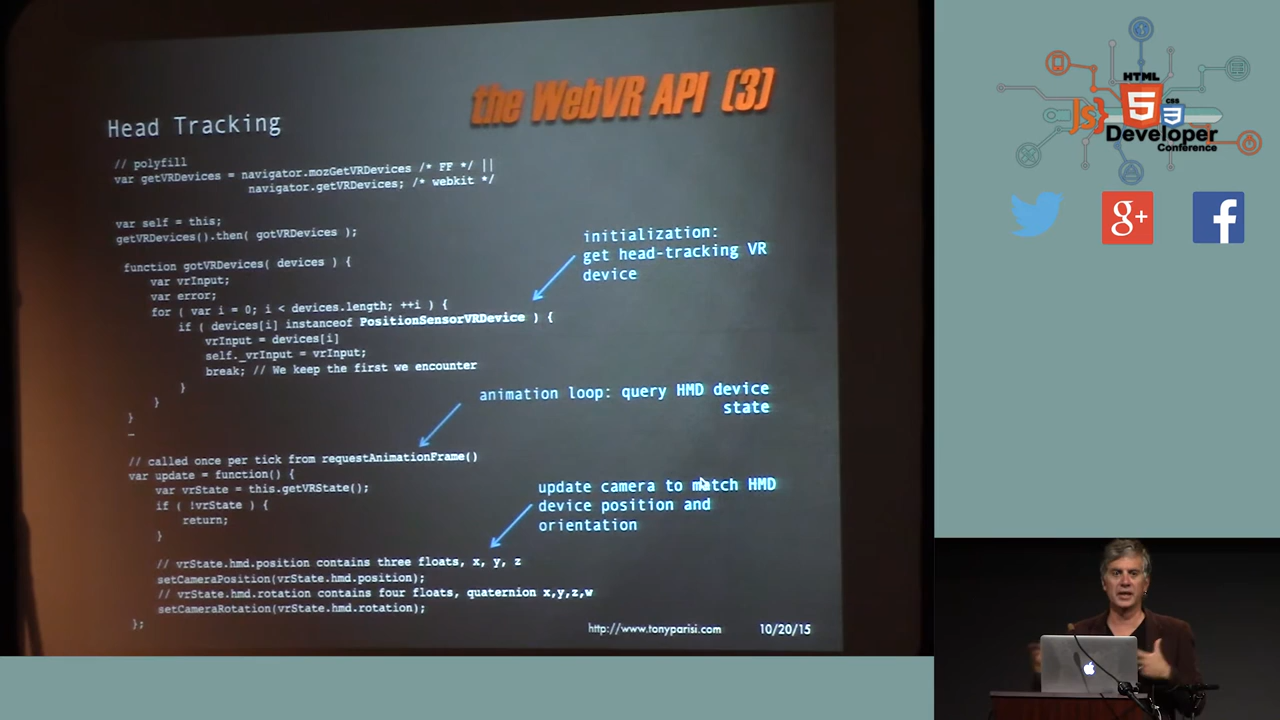 the WebVR API (3)
Head Tracking
// polyfill
var getVRDevices = navigator.mozGetVRDevices /* FF */ ||
navigator.getVRDevices; /* webkit */
var self = this;
getVRDevices().then( gotVRDevices );
function gotVRDevices( devices ) {
var vrInput;
var error;
for ( var i = 0; i < devices.length; ++i ) {
if ( devices[i] instanceof PositionSensorVRDevice ) {
vrInput = devices[i]
self._vrInput = vrInput;
break; // We keep the first we encounter
}
}
}
initialization:
get head-tracking VR
device
animation loop: query HMD device
state
// called once per tick from requestAnimationFrame()
var update = function() {
var vrState = this.getVRState();
if ( !vrState ) {
return;
}
update camera to match HMD
device position and
orientation
// vrState.hmd.position contains three floats, x, y, z
setCameraPosition(vrState.hmd.position);
// vrState.hmd.rotation contains four floats, quaternion x,y,z,w
setCameraRotation(vrState.hmd.rotation);
};
http://www.tonyparisi.com 10/20/15
HTML
5
JS}
CSS
3
Developer
Conference
g+
f